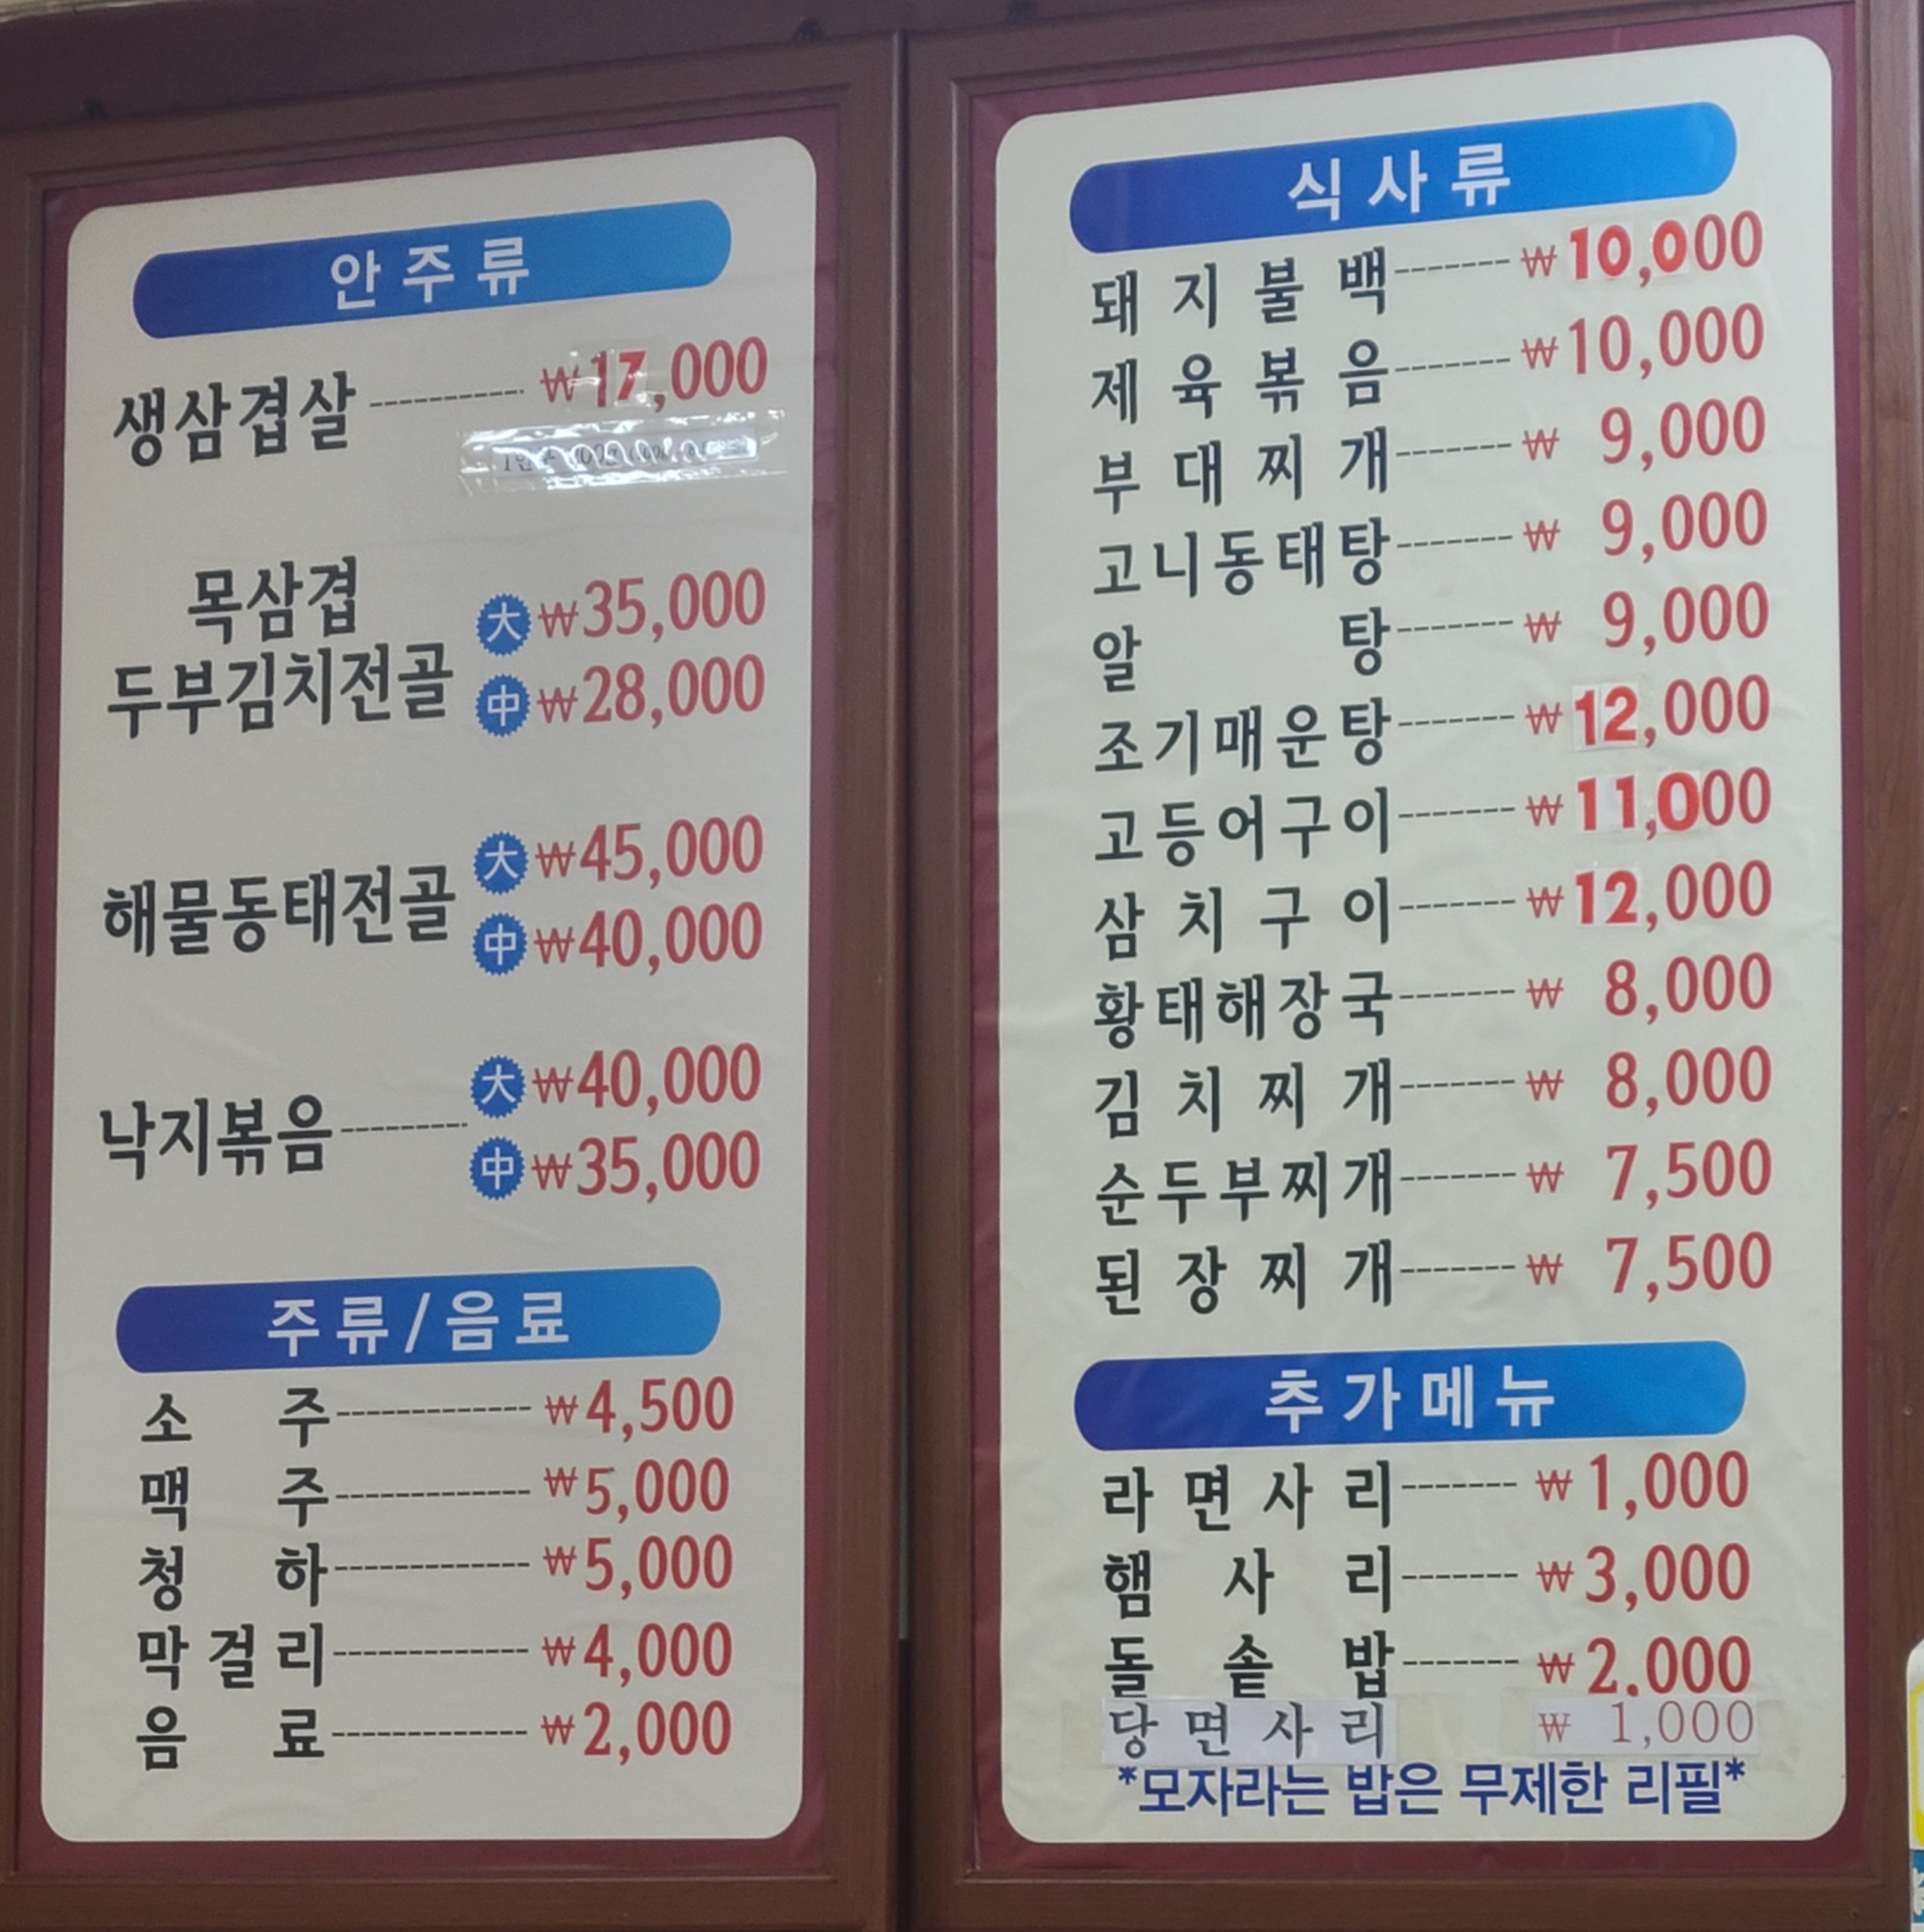 안주류
생삼겹살 ₩17,000
목삼겹
두부김치전골
大 ₩35,000
中 ₩28,000
해물동태전골
大 ₩45,000
中 ₩40,000
낙지볶음
大 ₩40,000
中 ₩35,000
주류/음료
소주 ₩4,500
맥주 ₩5,000
청하 ₩5,000
막걸리 ₩4,000
음료 ₩2,000
식사류
돼지불백 ₩10,000
제육볶음 ₩10,000
부대찌개 ₩9,000
고니동태탕 ₩9,000
알탕 ₩9,000
조기매운탕 ₩12,000
고등어구이 ₩11,000
삼치구이 ₩12,000
황태해장국 ₩8,000
김치찌개 ₩8,000
순두부찌개 ₩7,500
된장찌개 ₩7,500
추가메뉴
라면사리 ₩1,000
햄사리 ₩3,000
돌솥밥 ₩2,000
당면사리 ₩1,000
*모자라는 밥은 무제한 리필*